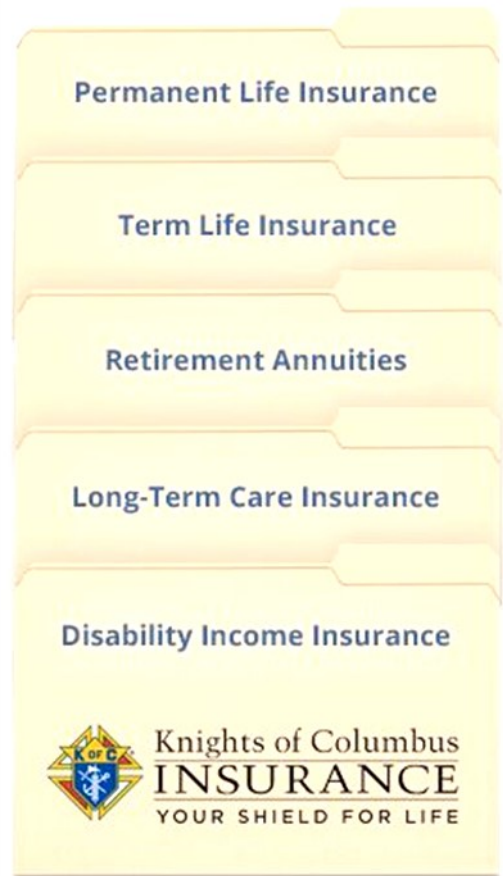 Permanent Life Insurance
Term Life Insurance
Retirement Annuities
Long-Term Care Insurance
Disability Income Insurance
K OF C
Knights of Columbus
INSURANCE
YOUR SHIELD FOR LIFE